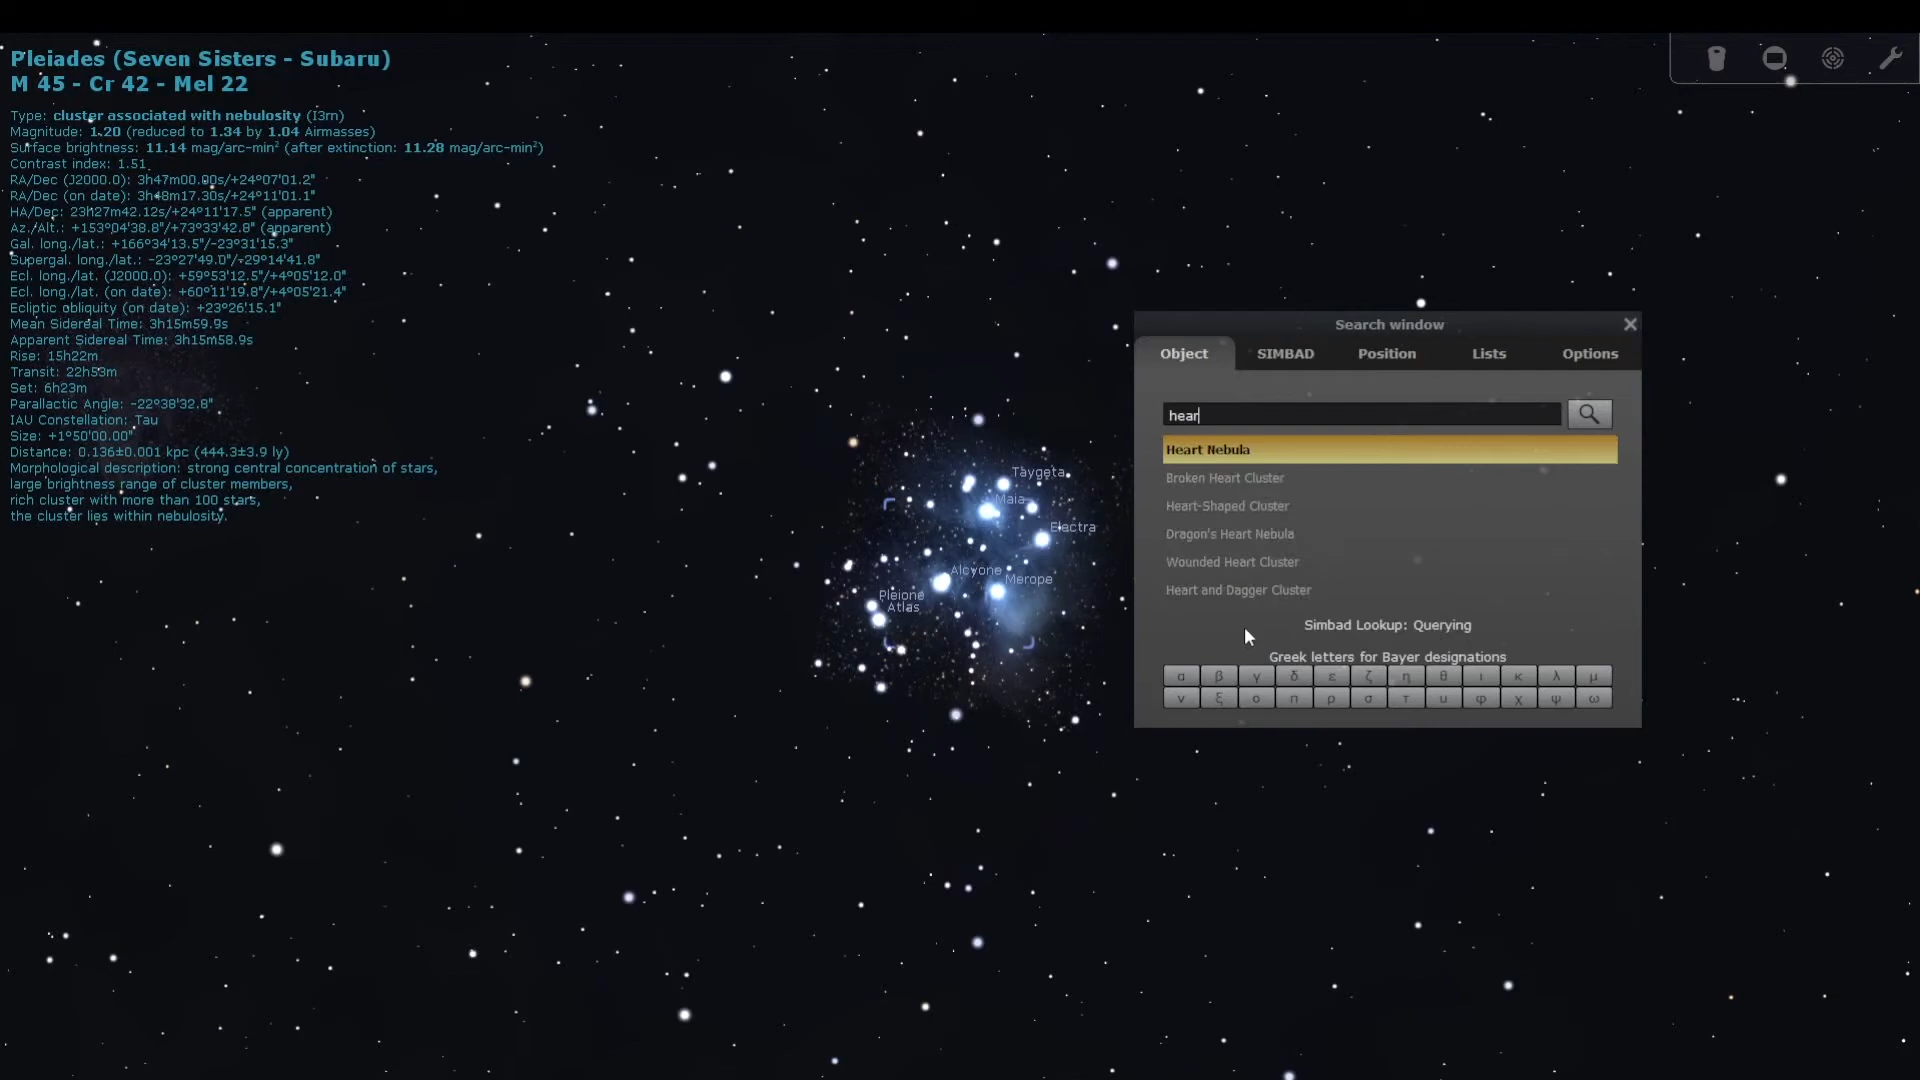 Pleiades (Seven Sisters - Subaru)
M 45 - Cr 42 - Mel 22
Type: cluster associated with nebulosity (I3rn)
Magnitude: 1.20 (reduced to 1.34 by 1.04 Airmasses)
Surface brightness: 11.14 mag/arc-min² (after extinction: 11.28 mag/arc-min²)
Contrast index: 1.51
RA/Dec (J2000.0): 3h47m00.00s/+24°07'01.2"
RA/Dec (on date): 3h48m17.30s/+24°11'01.1"
HA/Dec: 23h27m42.12s/+24°11'17.5" (apparent)
Az./Alt.: +153°04'38.8"/+73°33'42.8" (apparent)
Gal. long./lat.: +166°34'13.5"/-23°31'15.3"
Supergal. long./lat.: -23°27'49.0"/-29°14'41.8"
Ecl. long./lat. (J2000.0): +59°53'12.5"/+4°05'12.0"
Ecl. long./lat. (on date): +60°11'19.8"/+4°05'21.4"
Ecliptic obliquity (on date): +23°26'15.1"
Mean Sidereal Time: 3h15m59.9s
Apparent Sidereal Time: 3h15m58.9s
Rise: 15h22m
Transit: 22h53m
Set: 6h23m
Parallactic Angle: -22°38'32.8"
IAU Constellation: Tau
Size: +1°50'00.00"
Distance: 0.136±0.001 kpc (444.3±3.9 ly)
Morphological description: strong central concentration of stars,
large brightness range of cluster members,
rich cluster with more than 100 stars,
the cluster lies within nebulosity.
Taygeta
Maia
Electra
Alcyone
Merope
Pleione
Atlas
Search window
Object SIMBAD Position Lists Options
hear
Heart Nebula
Broken Heart Cluster
Heart-Shaped Cluster
Dragon's Heart Nebula
Wounded Heart Cluster
Heart and Dagger Cluster
Simbad Lookup: Querying
Greek letters for Bayer designations
α β γ δ ε ζ η θ ι κ λ μ
ν ξ ο π ρ σ τ υ φ χ ψ ω